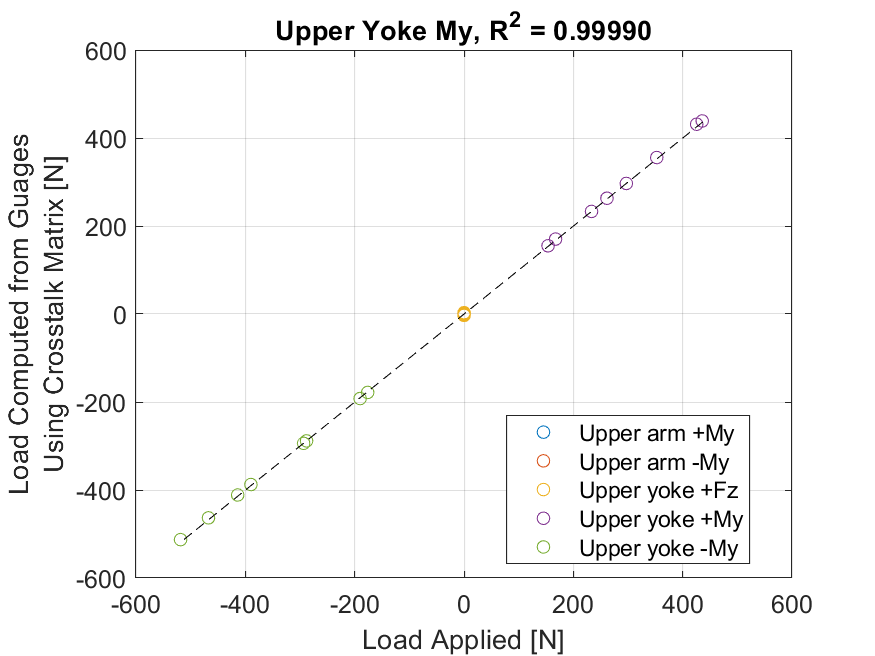 Upper Yoke My, R² = 0.99990
600
400
200
0
-200
-400
-600
Load Computed from Guages
Using Crosstalk Matrix [N]
Upper arm +My
Upper arm -My
Upper yoke +Fz
Upper yoke +My
Upper yoke -My
-600 -400 -200 0 200 400 600
Load Applied [N]